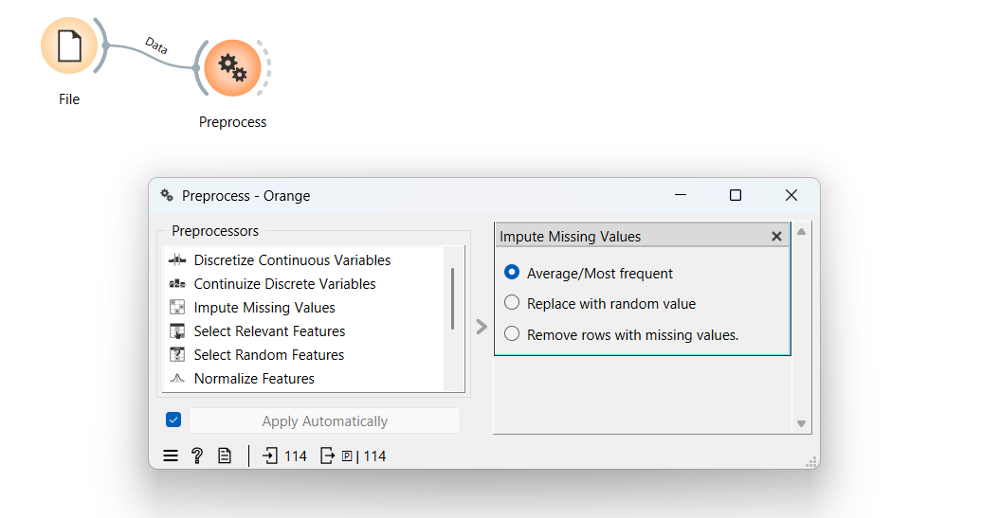 Data
File
Preprocess
Preprocess - Orange
Preprocessors
Discretize Continuous Variables
Continuize Discrete Variables
Impute Missing Values
Select Relevant Features
Select Random Features
Normalize Features
Impute Missing Values
Average/Most frequent
Replace with random value
Remove rows with missing values.
Apply Automatically
? 114 P | 114